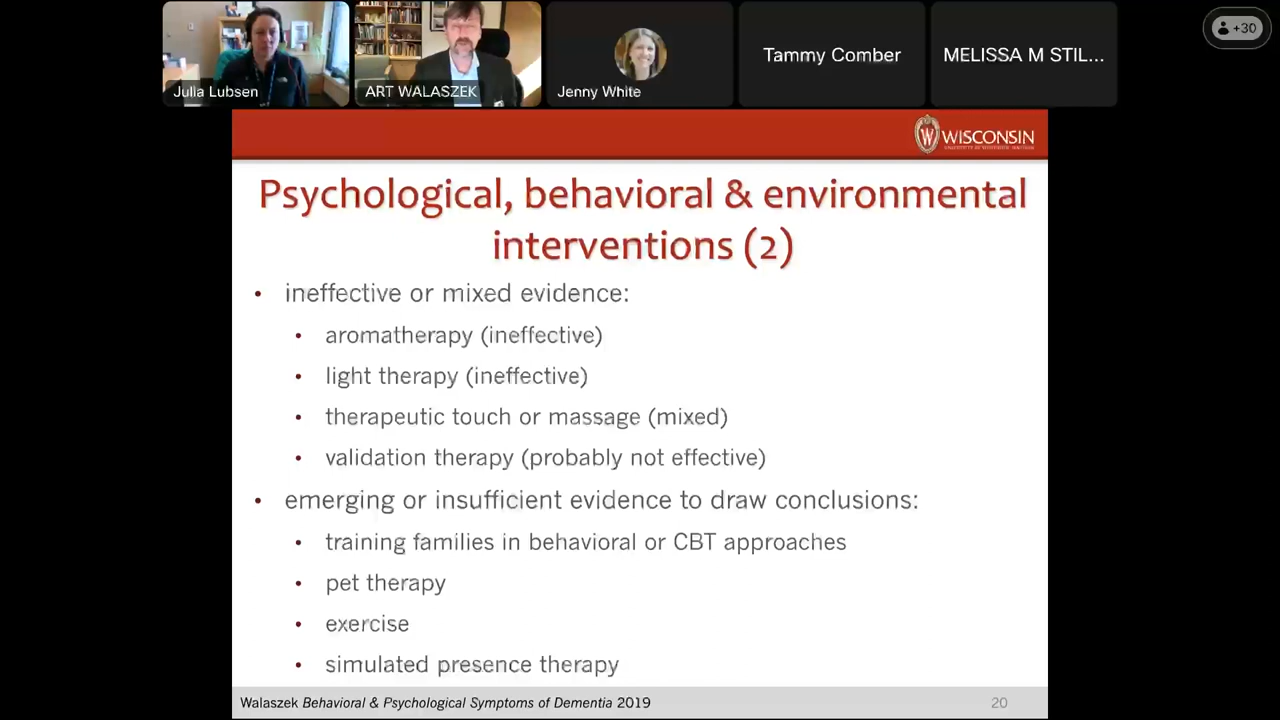 Julia Lubsen
ART WALASZEK
Jenny White
Tammy Comber
MELISSA M STIL...
+30
W WISCONSIN
Psychological, behavioral & environmental
interventions (2)
• ineffective or mixed evidence:
• aromatherapy (ineffective)
• light therapy (ineffective)
• therapeutic touch or massage (mixed)
• validation therapy (probably not effective)
• emerging or insufficient evidence to draw conclusions:
• training families in behavioral or CBT approaches
• pet therapy
• exercise
• simulated presence therapy
Walaszek Behavioral & Psychological Symptoms of Dementia 2019
20